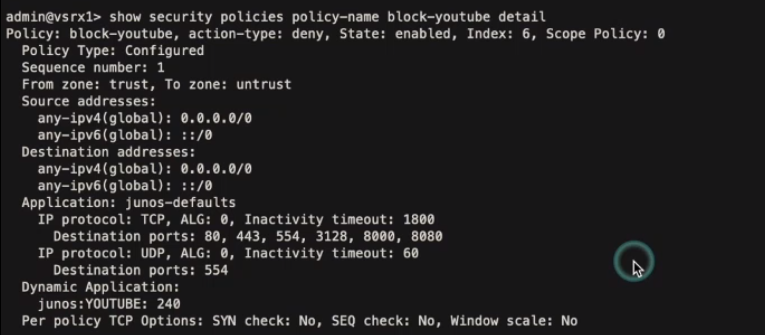 admin@vsrx1> show security policies policy-name block-youtube detail
Policy: block-youtube, action-type: deny, State: enabled, Index: 6, Scope Policy: 0
  Policy Type: Configured
  Sequence number: 1
  From zone: trust, To zone: untrust
  Source addresses:
    any-ipv4(global): 0.0.0.0/0
    any-ipv6(global): ::/0
  Destination addresses:
    any-ipv4(global): 0.0.0.0/0
    any-ipv6(global): ::/0
  Application: junos-defaults
    IP protocol: TCP, ALG: 0, Inactivity timeout: 1800
      Destination ports: 80, 443, 554, 3128, 8000, 8080
    IP protocol: UDP, ALG: 0, Inactivity timeout: 60
      Destination ports: 554
  Dynamic Application:
    junos:YOUTUBE: 240
  Per policy TCP Options: SYN check: No, SEQ check: No, Window scale: No